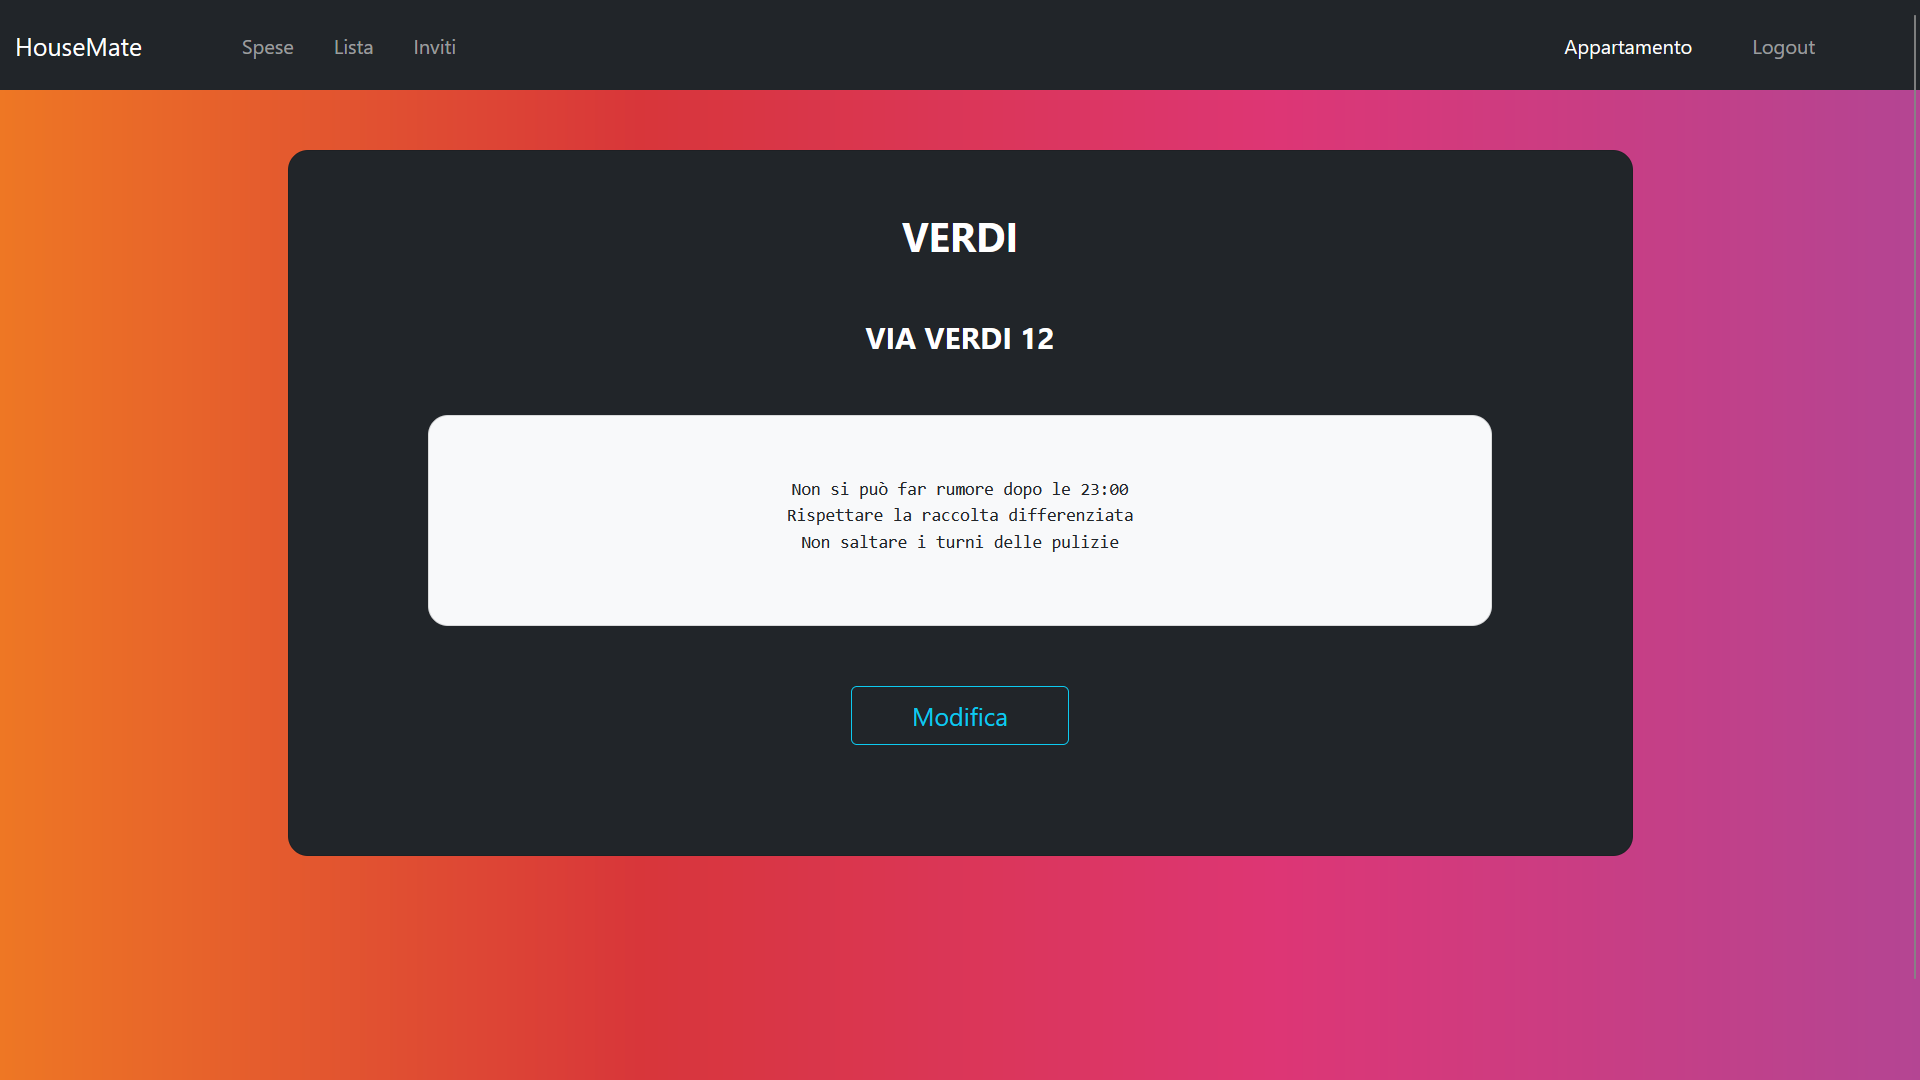 HouseMate Spese Lista Inviti Appartamento Logout
VERDI
VIA VERDI 12
Non si può far rumore dopo le 23:00
Rispettare la raccolta differenziata
Non saltare i turni delle pulizie
Modifica